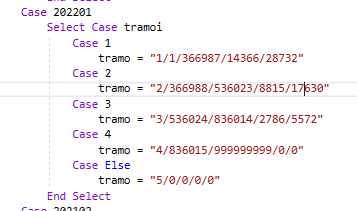 End Select
Case 202201
Select Case tramoi
Case 1
tramo = "1/1/366987/14366/28732"
Case 2
tramo = "2/366988/536023/8815/17630"
Case 3
tramo = "3/536024/836014/2786/5572"
Case 4
tramo = "4/836015/999999999/0/0"
Case Else
tramo = "5/0/0/0/0"
End Select
Case 202102